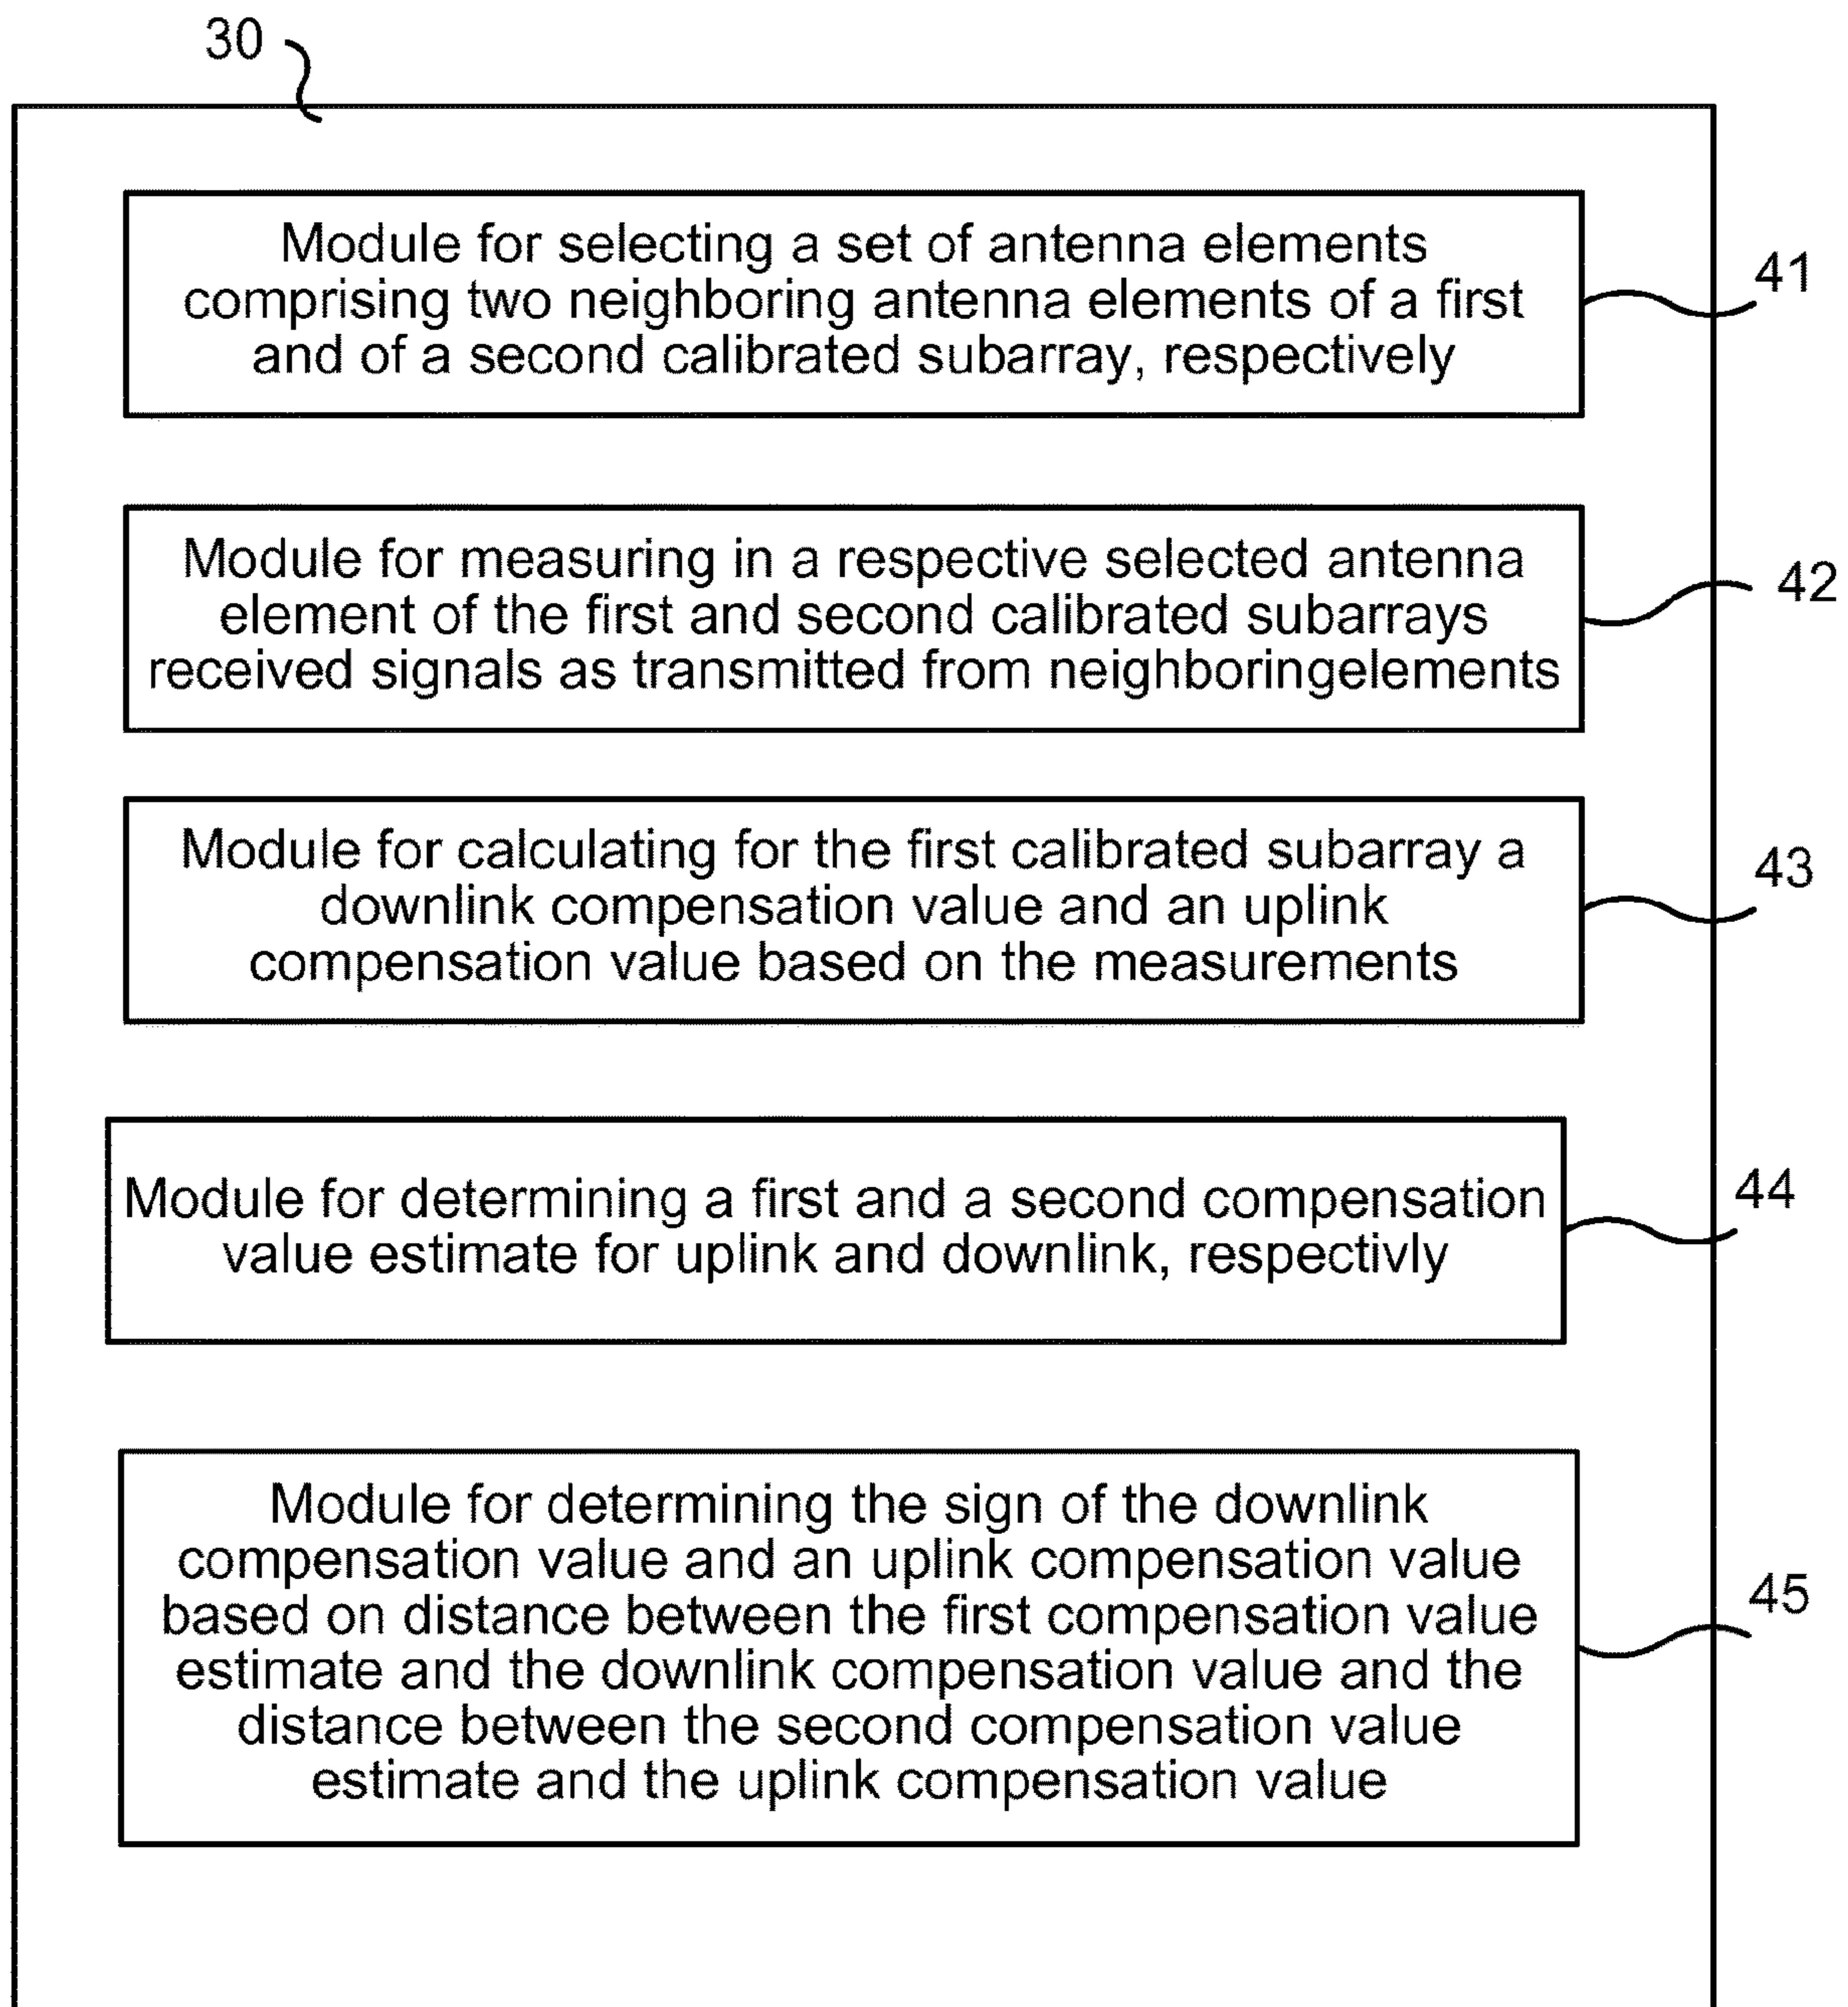 30
Module for selecting a set of antenna elements
comprising two neighboring antenna elements of a first
and of a second calibrated subarray, respectively
41
Module for measuring in a respective selected antenna
element of the first and second calibrated subarrays
received signals as transmitted from neighboringelements
42
Module for calculating for the first calibrated subarray a
downlink compensation value and an uplink
compensation value based on the measurements
43
Module for determining a first and a second compensation
value estimate for uplink and downlink, respectivly
44
Module for determining the sign of the downlink
compensation value and an uplink compensation value
based on distance between the first compensation value
estimate and the downlink compensation value and the
distance between the second compensation value
estimate and the uplink compensation value
45